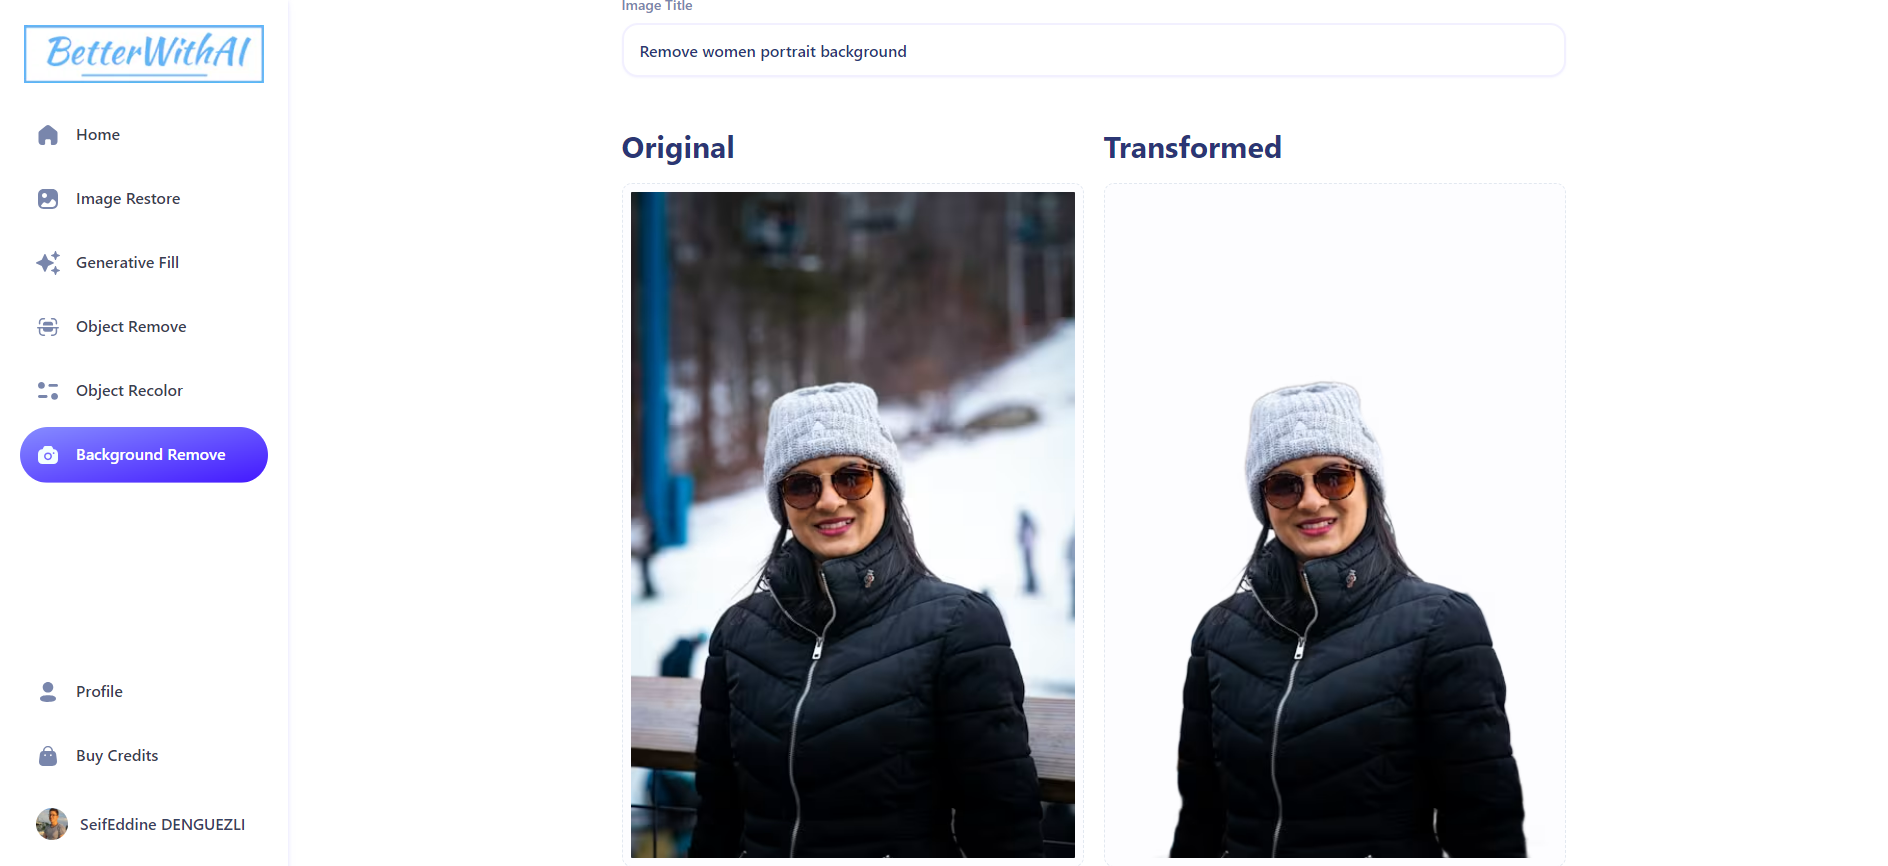 BetterWithAI
Home
Image Restore
Generative Fill
Object Remove
Object Recolor
Background Remove
Profile
Buy Credits
SeifEddine DENGUEZLI
Image Title
Remove women portrait background
Original
Transformed